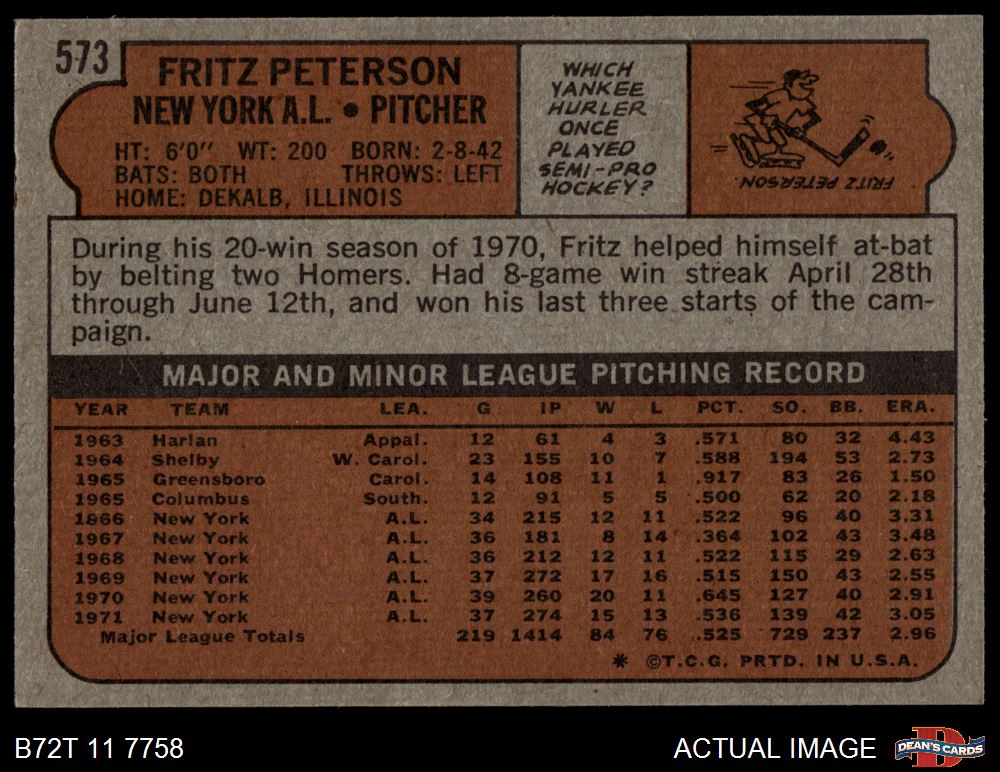 573
FRITZ PETERSON
NEW YORK A.L. • PITCHER
HT: 6'0" WT: 200 BORN: 2-8-42
BATS: BOTH THROWS: LEFT
HOME: DEKALB, ILLINOIS
WHICH
YANKEE
HURLER
ONCE
PLAYED
SEMI-PRO
HOCKEY?
FRITZ PETERSON.
During his 20-win season of 1970, Fritz helped himself at-bat
by belting two Homers. Had 8-game win streak April 28th
through June 12th, and won his last three starts of the cam-
paign.
MAJOR AND MINOR LEAGUE PITCHING RECORD
YEAR TEAM LEA. G IP W L PCT. SO. BB. ERA.
1963 Harlan Appal. 12 61 4 3 .571 80 32 4.43
1964 Shelby W. Carol. 23 155 10 7 .588 194 53 2.73
1965 Greensboro Carol. 14 108 11 1 .917 83 26 1.50
1965 Columbus South. 12 91 5 5 .500 62 20 2.18
1966 New York A.L. 34 215 12 11 .522 96 40 3.31
1967 New York A.L. 36 181 8 14 .364 102 43 3.48
1968 New York A.L. 36 212 12 11 .522 115 29 2.63
1969 New York A.L. 37 272 17 16 .515 150 43 2.55
1970 New York A.L. 39 260 20 11 .645 127 40 2.91
1971 New York A.L. 37 274 15 13 .536 139 42 3.05
Major League Totals 219 1414 84 76 .525 729 237 2.96
* ©T.C.G. PRTD. IN U.S.A.
B72T 11 7758
ACTUAL IMAGE
D
DEAN'S CARDS